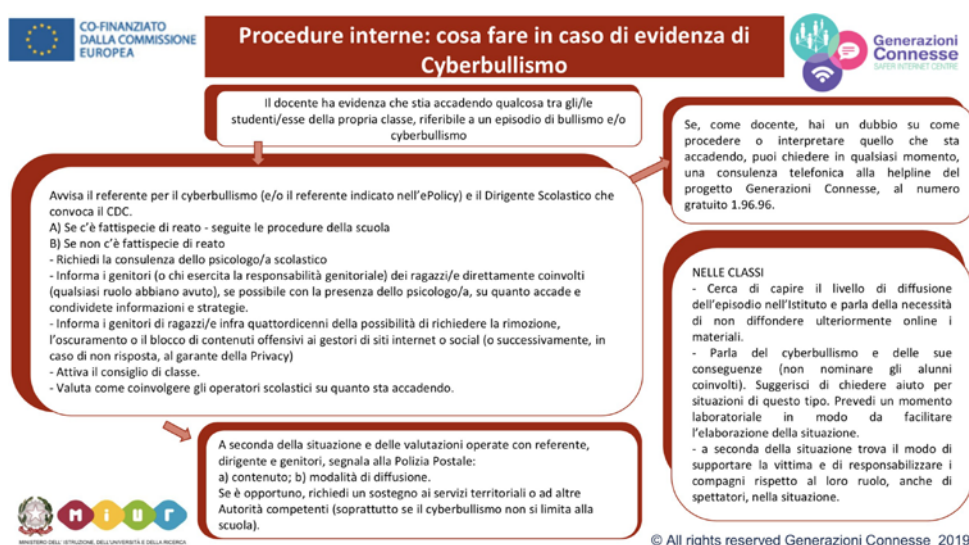 CO-FINANZIATO
DALLA COMMISSIONE
EUROPEA
Procedure interne: cosa fare in caso di evidenza di
Cyberbullismo
Generazioni
Connesse
SAFER INTERNET CENTRE
Il docente ha evidenza che stia accadendo qualcosa tra gli/le
studenti/esse della propria classe, riferibile a un episodio di bullismo e/o
cyberbullismo
Se, come docente, hai un dubbio su come
procedere o interpretare quello che sta
accadendo, puoi chiedere in qualsiasi momento,
una consulenza telefonica alla helpline del
progetto Generazioni Connesse, al numero
gratuito 1.96.96.
Avvisa il referente per il cyberbullismo (e/o il referente indicato nell'ePolicy) e il Dirigente Scolastico che
convoca il CDC.
A) Se c'è fattispecie di reato - seguite le procedure della scuola
B) Se non c'è fattispecie di reato
- Richiedi la consulenza dello psicologo/a scolastico
- Informa i genitori (o chi esercita la responsabilità genitoriale) dei ragazzi/e direttamente coinvolti
(qualsiasi ruolo abbiano avuto), se possibile con la presenza dello psicologo/a, su quanto accade e
condividete informazioni e strategie.
- Informa i genitori di ragazzi/e infra quattordicenni della possibilità di richiedere la rimozione,
l'oscuramento o il blocco di contenuti offensivi ai gestori di siti internet o social (o successivamente, in
caso di non risposta, al garante della Privacy)
- Attiva il consiglio di classe.
- Valuta come coinvolgere gli operatori scolastici su quanto sta accadendo.
NELLE CLASSI
- Cerca di capire il livello di diffusione
dell'episodio nell'Istituto e parla della necessità
di non diffondere ulteriormente online i
materiali.
- Parla del cyberbullismo e delle sue
conseguenze (non nominare gli alunni
coinvolti). Suggerisci di chiedere aiuto per
situazioni di questo tipo. Prevedi un momento
laboratoriale in modo da facilitare
l'elaborazione della situazione.
- a seconda della situazione trova il modo di
supportare la vittima e di responsabilizzare i
compagni rispetto al loro ruolo, anche di
spettatori, nella situazione.
A seconda della situazione e delle valutazioni operate con referente,
dirigente e genitori, segnala alla Polizia Postale:
a) contenuto; b) modalità di diffusione.
Se è opportuno, richiedi un sostegno ai servizi territoriali o ad altre
Autorità competenti (soprattutto se il cyberbullismo non si limita alla
scuola).
miur
MINISTERO DELL'ISTRUZIONE, DELL'UNIVERSITÀ E DELLA RICERCA
© All rights reserved Generazioni Connesse 2019